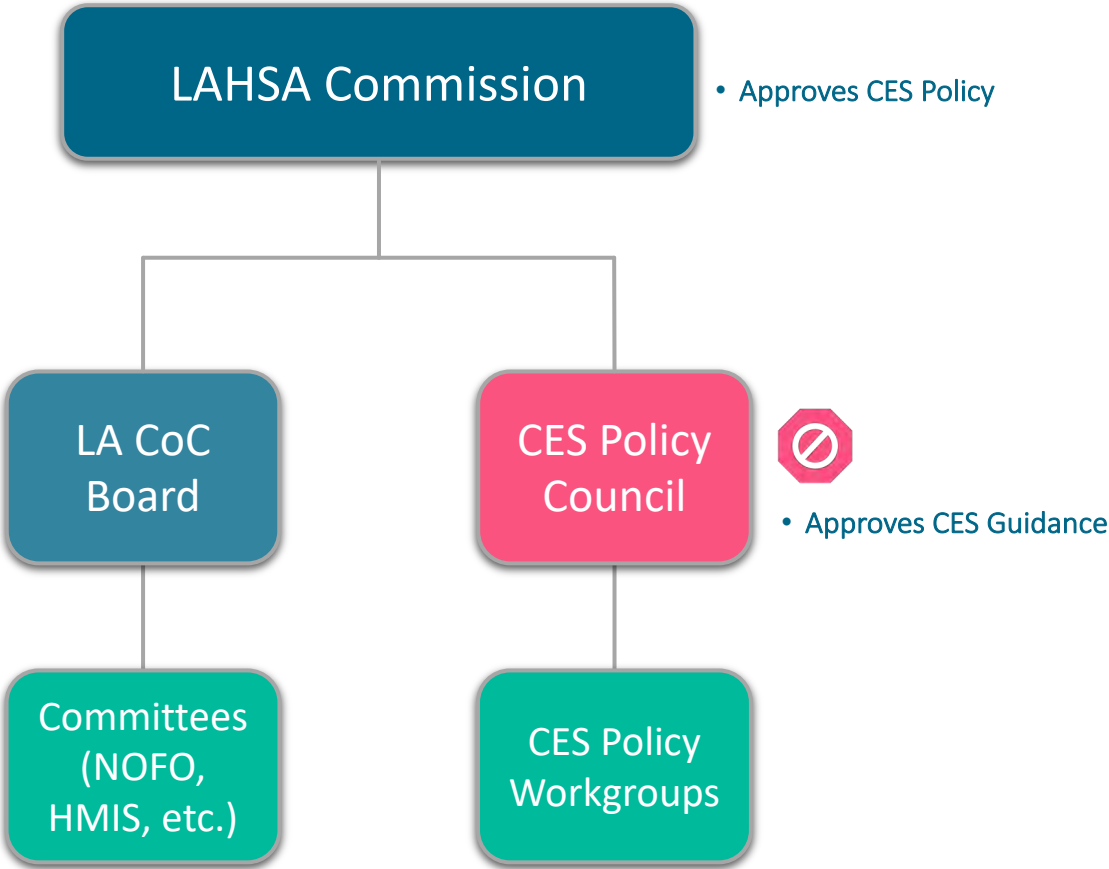 LAHSA Commission
• Approves CES Policy
LA CoC
Board
CES Policy
Council
• Approves CES Guidance
Committees
(NOFO,
HMIS, etc.)
CES Policy
Workgroups